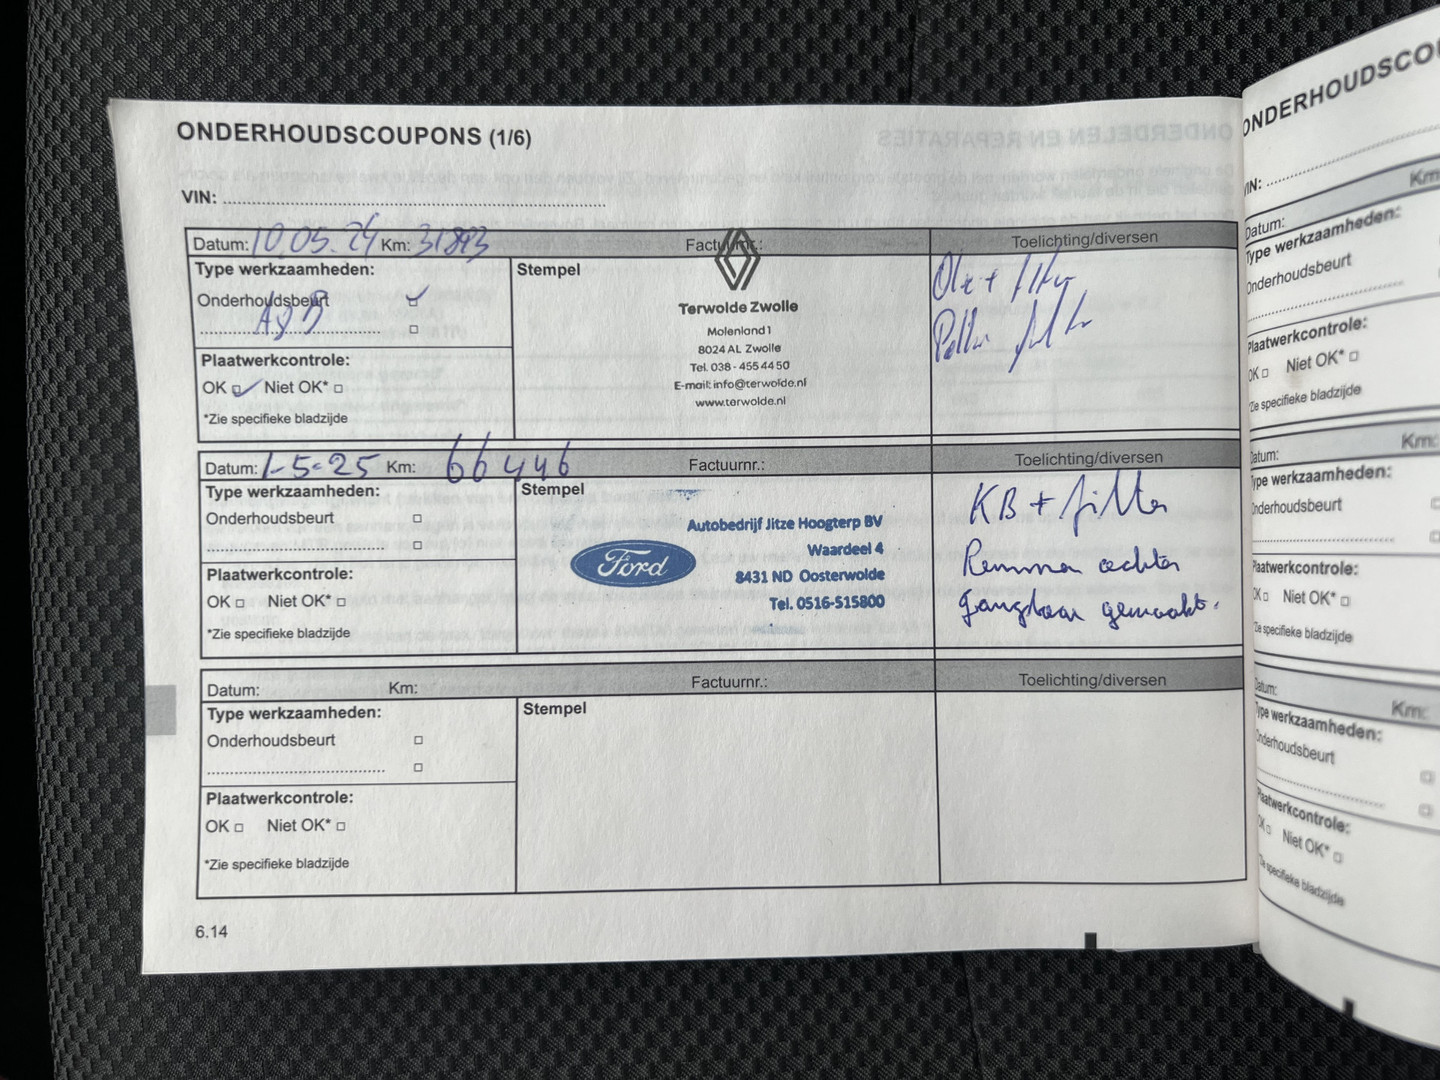 ONDERHOUDSCOUPONS (1/6)
VIN:
Datum: 10.05.24 Km: Factuurnr.: Toelichting/diversen
Type werkzaamheden: Stempel
Onderhoudsbeurt
Plaatwerkcontrole:
OK Niet OK*
*Zie specifieke bladzijde
Terwolde Zwolle
Molenland 1
8024 AL Zwolle
Tel. 038 - 455 44 50
E-mail: info@terwolde.nl
www.terwolde.nl
Olie + filter
Pollen filter
Datum: 1-5-25 Km: 66446 Factuurnr.: Toelichting/diversen
Type werkzaamheden: Stempel
Onderhoudsbeurt
Plaatwerkcontrole:
OK Niet OK*
*Zie specifieke bladzijde
Ford
Autobedrijf Jitze Hoogterp BV
Waardeel 4
8431 ND Oosterwolde
Tel. 0516-515800
KB + filter
Remmen achter
gangbaar gemaakt.
Datum: Km: Factuurnr.: Toelichting/diversen
Type werkzaamheden: Stempel
Onderhoudsbeurt
Plaatwerkcontrole:
OK Niet OK*
*Zie specifieke bladzijde
6.14
ONDERHOUDSCO
VIN:
Datum: Km:
Type werkzaamheden:
Onderhoudsbeurt
Plaatwerkcontrole:
OK Niet OK*
*Zie specifieke bladzijde
Datum: Km:
Type werkzaamheden:
Onderhoudsbeurt
Plaatwerkcontrole:
OK Niet OK*
*Zie specifieke bladzijde
Datum: Km:
Type werkzaamheden:
Onderhoudsbeurt
Plaatwerkcontrole:
OK Niet OK*
*Zie specifieke bladzijde